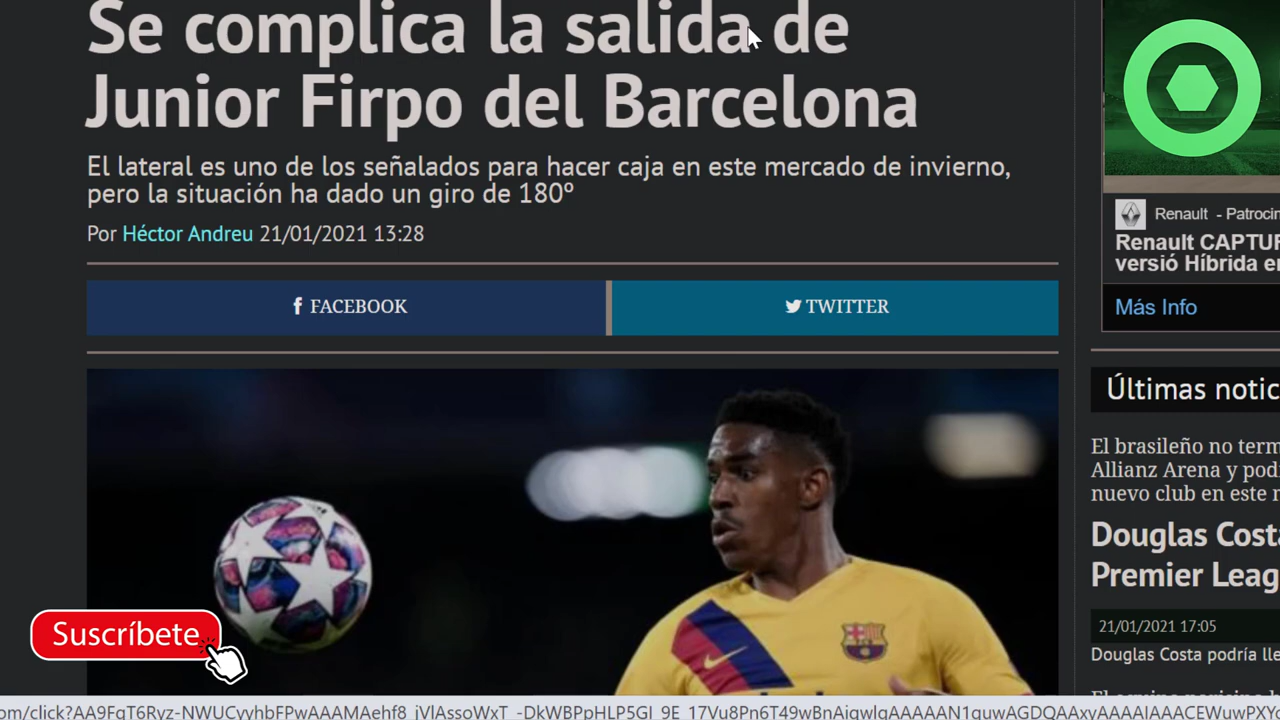 Se complica la salida de
Junior Firpo del Barcelona
El lateral es uno de los señalados para hacer caja en este mercado de invierno,
pero la situación ha dado un giro de 180º
Por Héctor Andreu 21/01/2021 13:28
FACEBOOK
TWITTER
Renault - Patrocin
Renault CAPTUR
versió Híbrida en
Más Info
Últimas notic
El brasileño no term
Allianz Arena y pod
nuevo club en este
Douglas Costa
Premier Leag
21/01/2021 17:05
Douglas Costa podría lle
Suscríbete